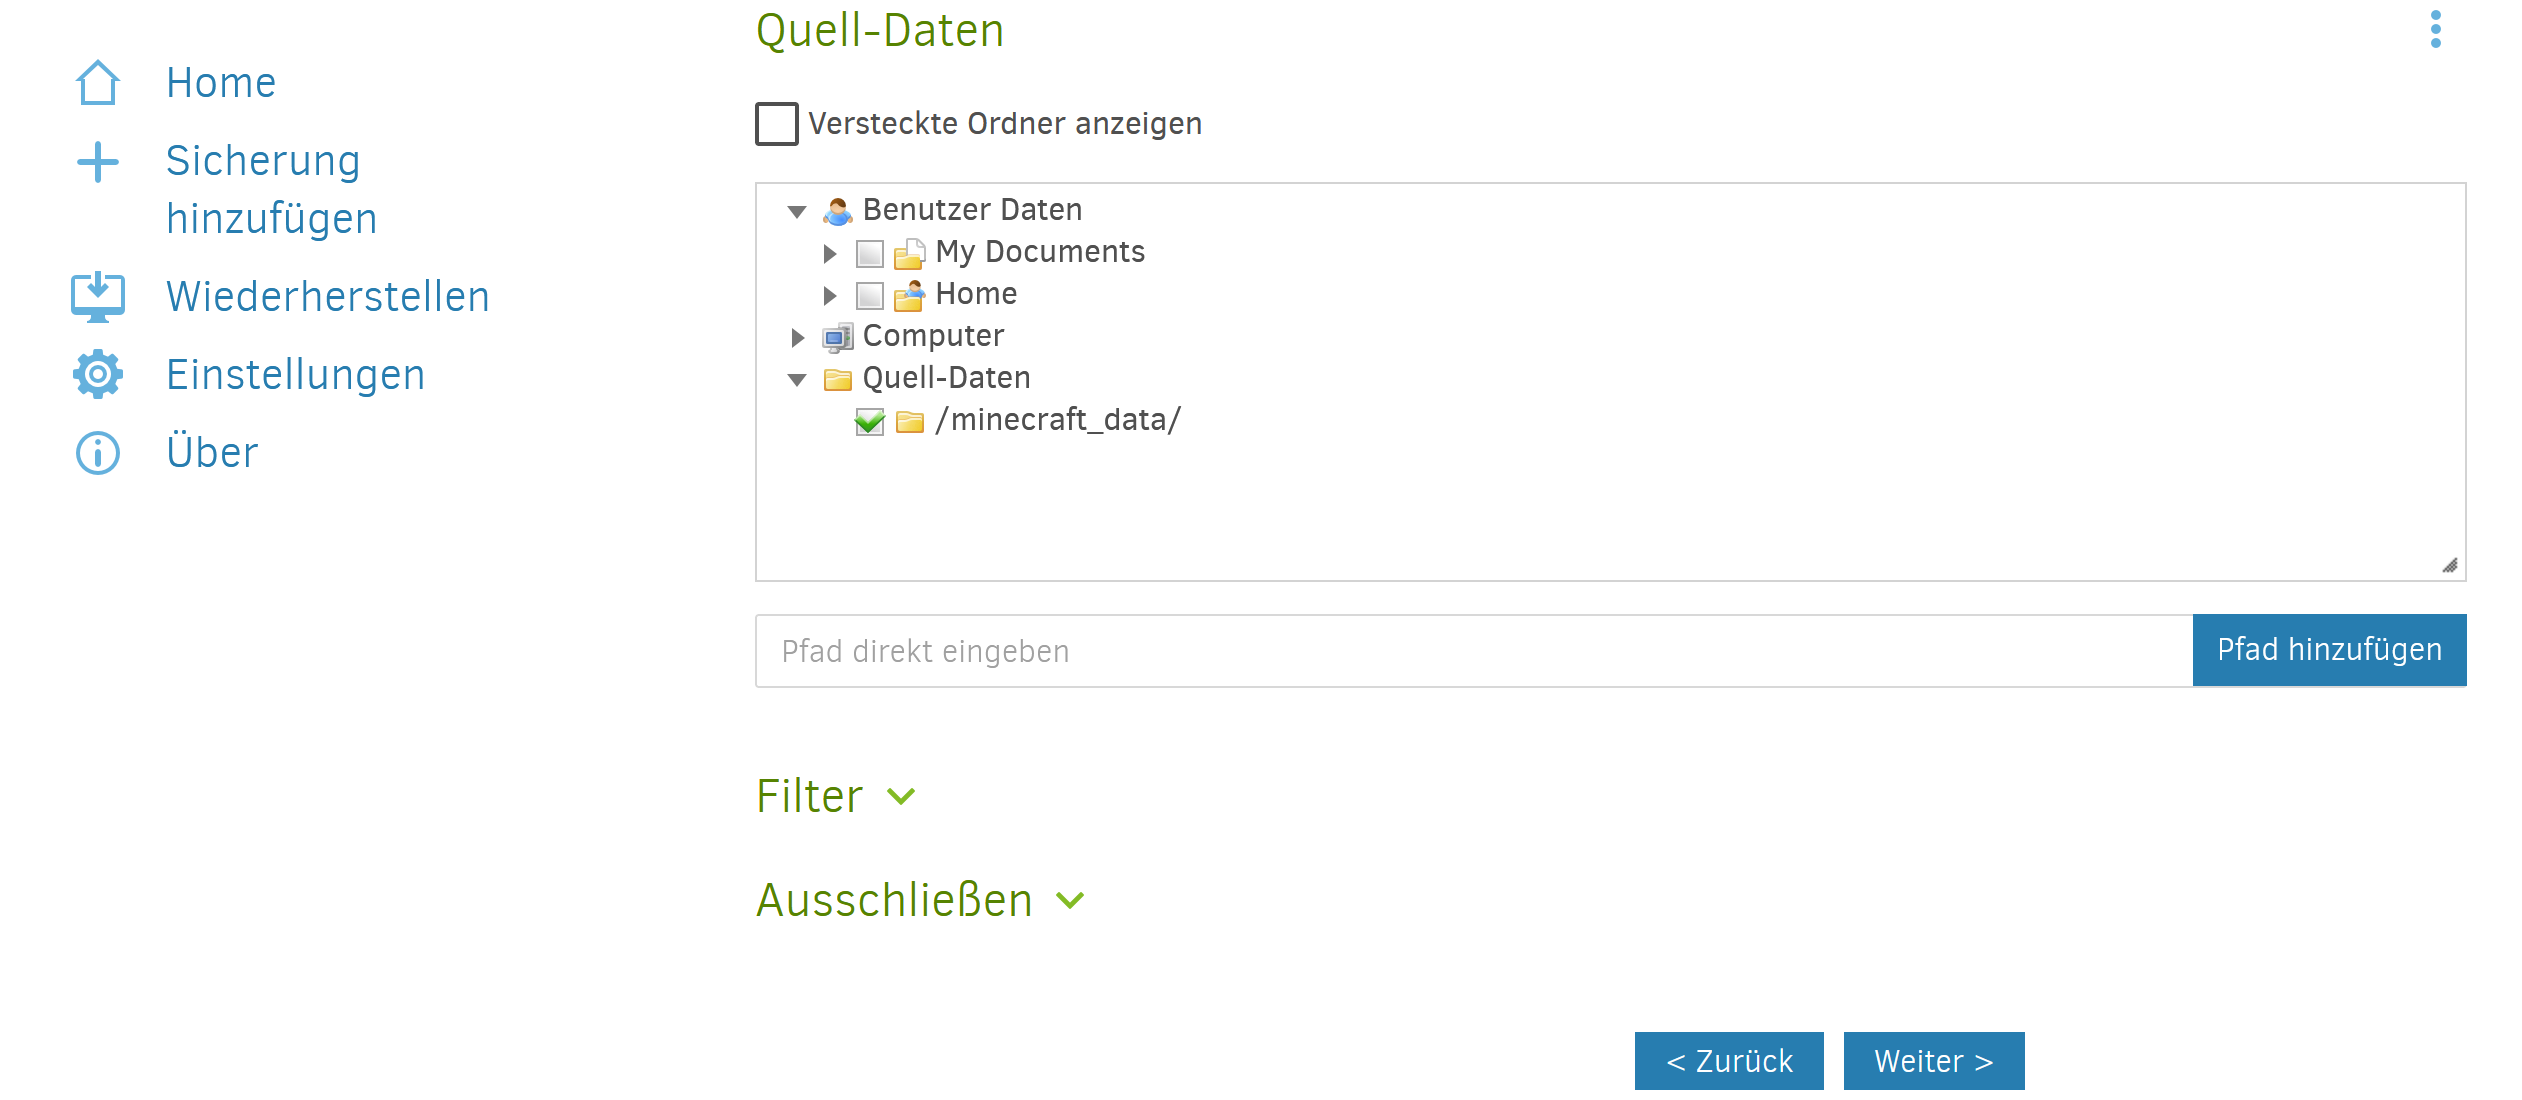 Home
Sicherung
hinzufügen
Wiederherstellen
Einstellungen
Über
Quell-Daten
Versteckte Ordner anzeigen
Benutzer Daten
My Documents
Home
Computer
Quell-Daten
/minecraft_data/
Pfad direkt eingeben
Pfad hinzufügen
Filter
Ausschließen
< Zurück
Weiter >